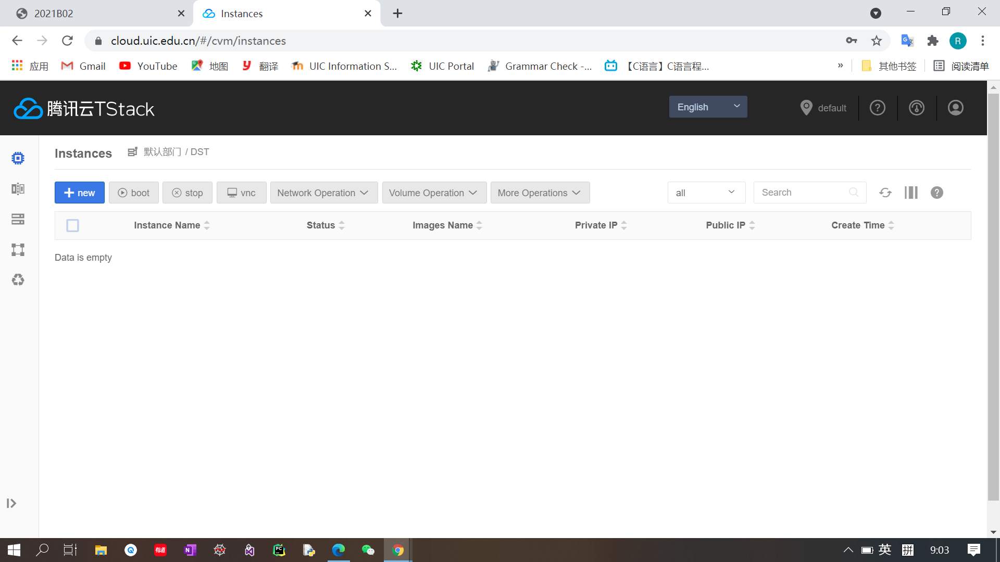 2021B02
Instances
cloud.uic.edu.cn/#/cvm/instances
R
应用
Gmail
YouTube
地图
翻译
UIC Information S...
UIC Portal
Grammar Check -...
【C语言】C语言程...
»
其他书签
阅读清单
腾讯云TStack
English
default
Instances
默认部门 / DST
new
boot
stop
vnc
Network Operation
Volume Operation
More Operations
all
Search
Instance Name
Status
Images Name
Private IP
Public IP
Create Time
Data is empty
有道
N
PC
英
拼
9:03